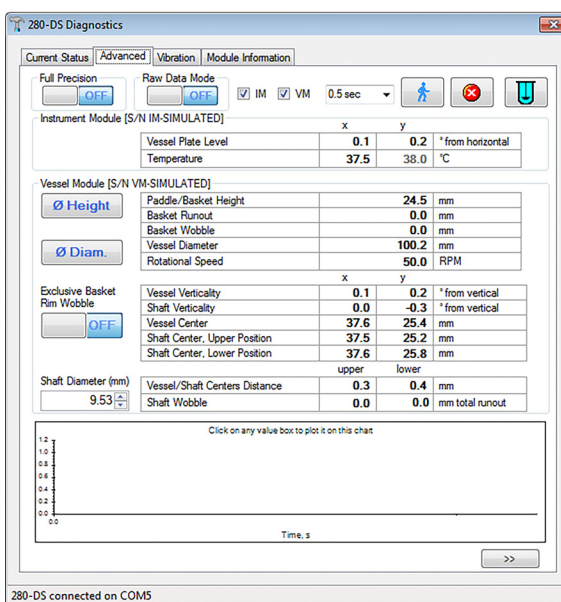 280-DS Diagnostics
Current Status Advanced Vibration Module Information
Full Precision Raw Data Mode
OFF OFF IM VM 0.5 sec
Instrument Module [S/N IM-SIMULATED]
x y
Vessel Plate Level 0.1 0.2 ° from horizontal
Temperature 37.5 38.0 °C
Vessel Module [S/N VM-SIMULATED]
Ø Height
Paddle/Basket Height 24.5 mm
Basket Runout 0.0 mm
Basket Wobble 0.0 mm
Ø Diam.
Vessel Diameter 100.2 mm
Rotational Speed 50.0 RPM
x y
Exclusive Basket
Rim Wobble
OFF
Vessel Verticality 0.1 0.2 ° from vertical
Shaft Verticality 0.0 -0.3 ° from vertical
Vessel Center 37.6 25.4 mm
Shaft Center, Upper Position 37.5 25.2 mm
Shaft Center, Lower Position 37.6 25.8 mm
upper lower
Shaft Diameter (mm)
9.53
Vessel/Shaft Centers Distance 0.3 0.4 mm
Shaft Wobble 0.0 0.0 mm total runout
Click on any value box to plot it on this chart
1.2
1.0
0.8
0.6
0.4
0.2
0.0
0.0
Time, s
>>
280-DS connected on COM5